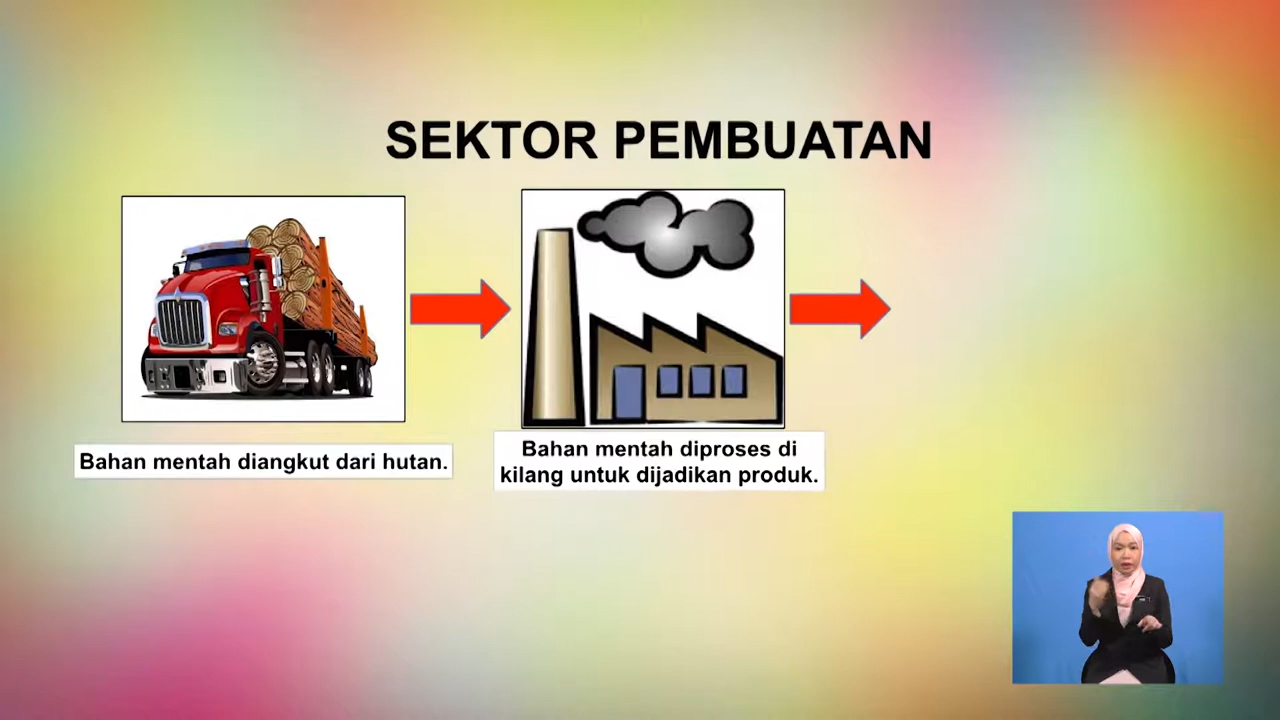 SEKTOR PEMBUATAN
Bahan mentah diangkut dari hutan.
Bahan mentah diproses di
kilang untuk dijadikan produk.